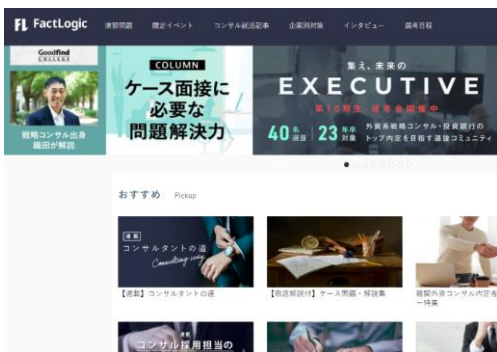 FL FactLogic
演習問題 限定イベント コンサル就活記事 企業別対策 インタビュー 選考日程
Goodfind
COLLEGE
戦略コンサル出身
織田が解説
COLUMN
ケース面接に
必要な
問題解決力
集え、未来の
EXECUTIVE
第10期生 選考会開催中
40名選抜 23年卒対象
外資系戦略コンサル・投資銀行の
トップ内定を目指す選抜コミュニティ
おすすめ Pickup
連載
コンサルタントの道
Consulting way
【連載】コンサルタントの道
【徹底解説付】ケース問題・解説集
難関外資コンサル内定者
ー特集
連載
コンサル採用担当の